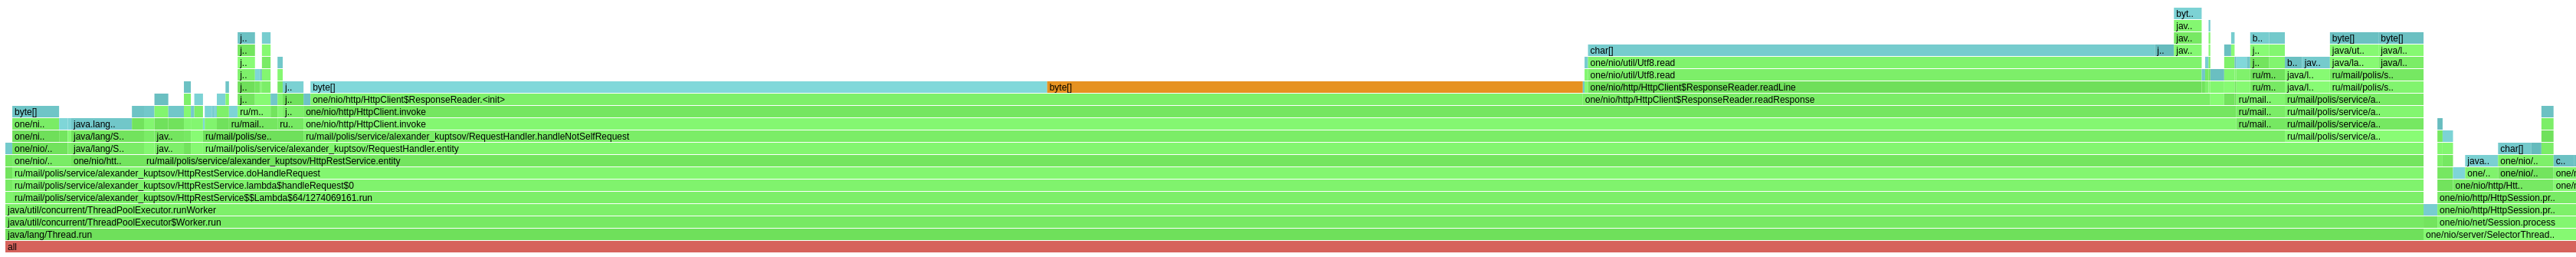 byt..
jav..
j.. jav.. b.. byte[] byte[]
j.. char[] j.. jav.. j.. java/ut.. java/l..
j.. one/nio/util/Utf8.read j.. b.. jav.. java/la.. java/l..
j.. one/nio/util/Utf8.read ru/m.. java/l.. ru/mail/polis/s..
j.. j.. byte[] byte[] one/nio/http/HttpClient$ResponseReader.readLine ru/m.. java/l.. ru/mail/polis/s..
j.. j.. one/nio/http/HttpClient$ResponseReader.<init> one/nio/http/HttpClient$ResponseReader.readResponse ru/mail.. ru/mail/polis/service/a..
byte[] ru/m.. j.. one/nio/http/HttpClient.invoke ru/mail.. ru/mail/polis/service/a..
one/ni.. java.lang.. ru/mail.. ru.. one/nio/http/HttpClient.invoke ru/mail.. ru/mail/polis/service/a..
one/ni.. java/lang/S.. jav.. ru/mail/polis/se.. ru/mail/polis/service/alexander_kuptsov/RequestHandler.handleNotSelfRequest ru/mail.. ru/mail/polis/service/a..
one/nio/.. java/lang/S.. jav.. ru/mail/polis/service/alexander_kuptsov/RequestHandler.entity char[]
one/nio/.. one/nio/htt.. ru/mail/polis/service/alexander_kuptsov/HttpRestService.entity java.. one/nio/.. c..
ru/mail/polis/service/alexander_kuptsov/HttpRestService.doHandleRequest one/.. one/nio/.. one/n
ru/mail/polis/service/alexander_kuptsov/HttpRestService.lambda$handleRequest$0 one/nio/http/Htt.. one/n
ru/mail/polis/service/alexander_kuptsov/HttpRestService$$Lambda$64/1274069161.run one/nio/http/HttpSession.pr..
java/util/concurrent/ThreadPoolExecutor.runWorker one/nio/http/HttpSession.pr..
java/util/concurrent/ThreadPoolExecutor$Worker.run one/nio/net/Session.process
java/lang/Thread.run one/nio/server/SelectorThread..
all